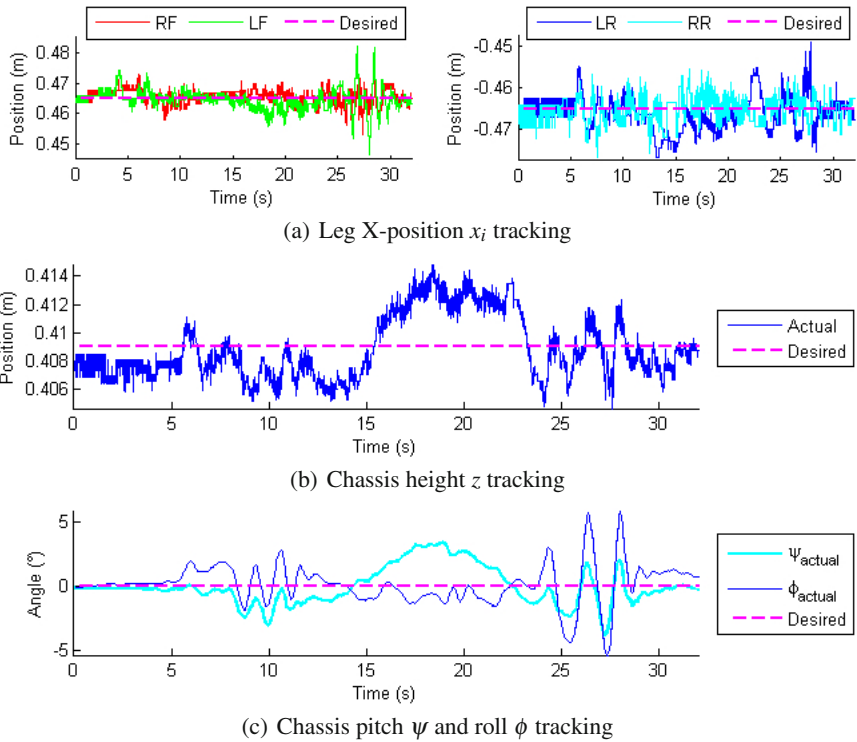 RF LF Desired
LR RR Desired
Position (m)
0.48
0.47
0.46
0.45
0 5 10 15 20 25 30
Time (s)
Position (m)
-0.45
-0.46
-0.47
0 5 10 15 20 25 30
Time (s)
(a) Leg X-position xᵢ tracking
Position (m)
0.414
0.412
0.41
0.408
0.406
0 5 10 15 20 25 30
Time (s)
Actual
Desired
(b) Chassis height z tracking
Angle (°)
5
0
-5
0 5 10 15 20 25 30
Time (s)
Ψactual
ϕactual
Desired
(c) Chassis pitch ψ and roll ϕ tracking